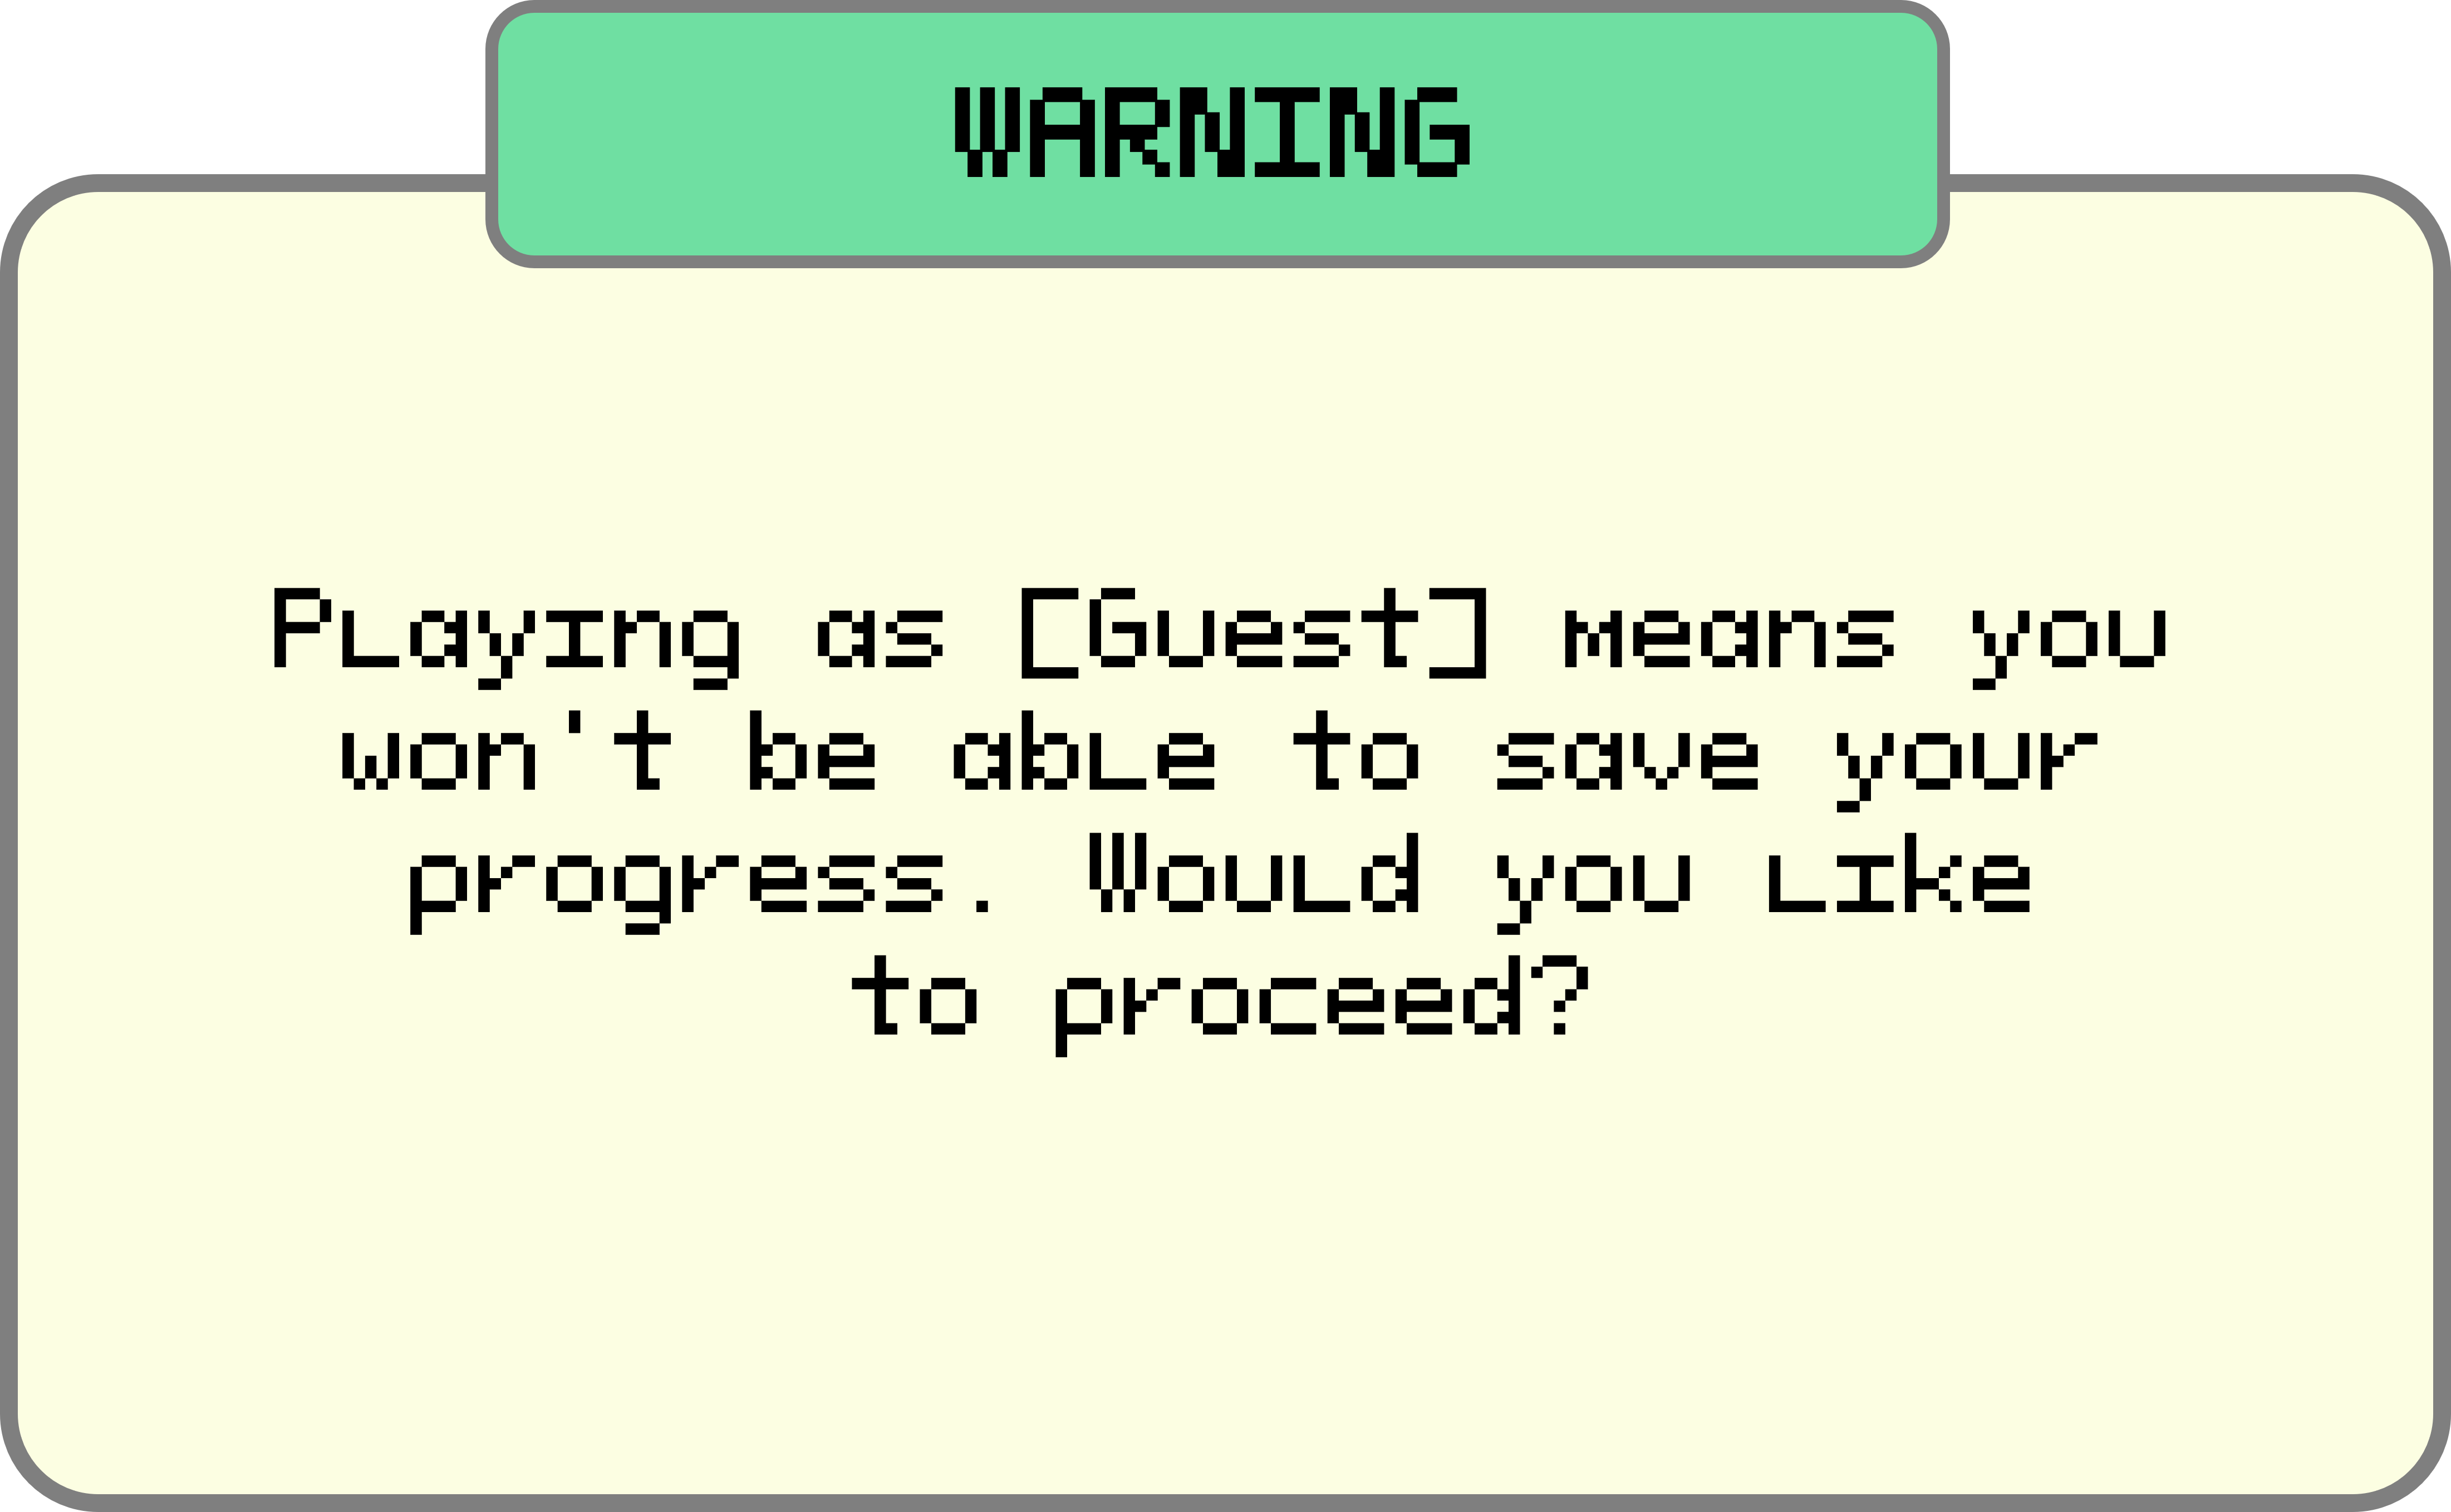 WARNING
Playing as [Guest] means you
won't be able to save your
progress. Would you like
to proceed?